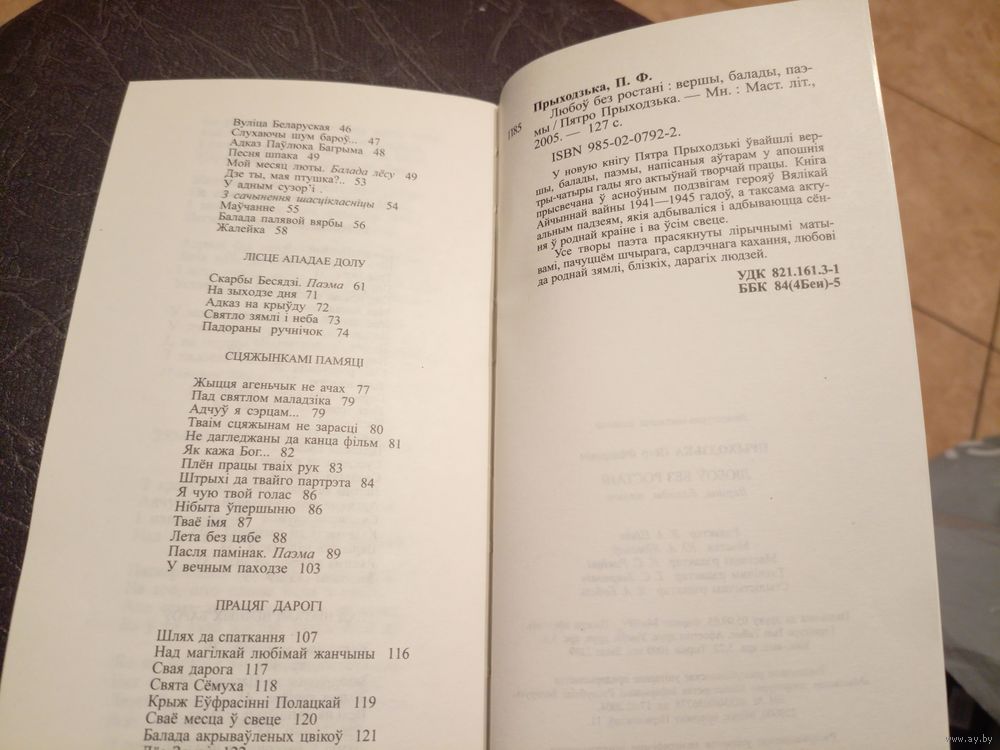 Вуліца Беларуская 46
Слухаючы шум бароў... 47
Адказ Паўлюка Багрыма 48
Песня шпака 49
Мой месяц люты. Балада лёсу 49
Дзе ты, мая птушка?.. 53
У адным сузор'і .
З сачынення шасцікласніцы 54
Маўчанне 55
Балада палявой вярбы 56
Жалейка 58
ЛІСЦЕ АПАДАЕ ДОЛУ
Скарбы Бесядзі. Паэма 61
На зыходзе дня 71
Адказ на крыўду 72
Святло зямлі і неба 73
Падораны ручнічок 74
СЦЯЖЫНКАМІ ПАМЯЦІ
Жыцця агеньчык не ачах 77
Пад святлом маладзіка 79
Адчуў я сэрцам... 79
Тваім сцяжынам не зарасці 80
Не дагледжаны да канца фільм 81
Як кажа Бог... 82
Плён працы тваіх рук 83
Штрыхі да твайго партрэта 84
Я чую твой голас 86
Нібыта ўпершыню 86
Тваё імя 87
Лета без цябе 88
Пасля памінак. Паэма 89
У вечным паходзе 103
ПРАЦЯГ ДАРОГІ
Шлях да спаткання 107
Над магілкай любімай жанчыны 116
Свая дарога 117
Свята Сёмуха 118
Крыж Еўфрасінні Полацкай 119
Сваё месца ў свеце 120
Балада акрываўленых цвікоў 121
Прыходзька, П. Ф.
П85 Любоў без ростані : вершы, балады, паэ-
мы / Пятро Прыходзька. — Мн. : Маст. літ.,
2005. — 127 с.
ISBN 985-02-0792-2.
У новую кнігу Пятра Прыходзькі ўвайшлі вер-
шы, балады, паэмы, напісаныя аўтарам у апошнія
тры-чатыры гады яго актыўнай творчай працы. Кніга
прысвечана ў асноўным подзвігам герояў Вялікай
Айчыннай вайны 1941—1945 гадоў, а таксама акту-
альным падзеям, якія адбываліся і адбываюцца сён-
ня ў роднай краіне і ва ўсім свеце.
Усе творы паэта прасякнуты лірычнымі маты-
вамі, пачуццём шчырага, сардэчнага кахання, любові
да роднай зямлі, блізкіх, дарагіх людзей.
УДК 821.161.3-1
ББК 84(4Беи)-5
www.ay.by